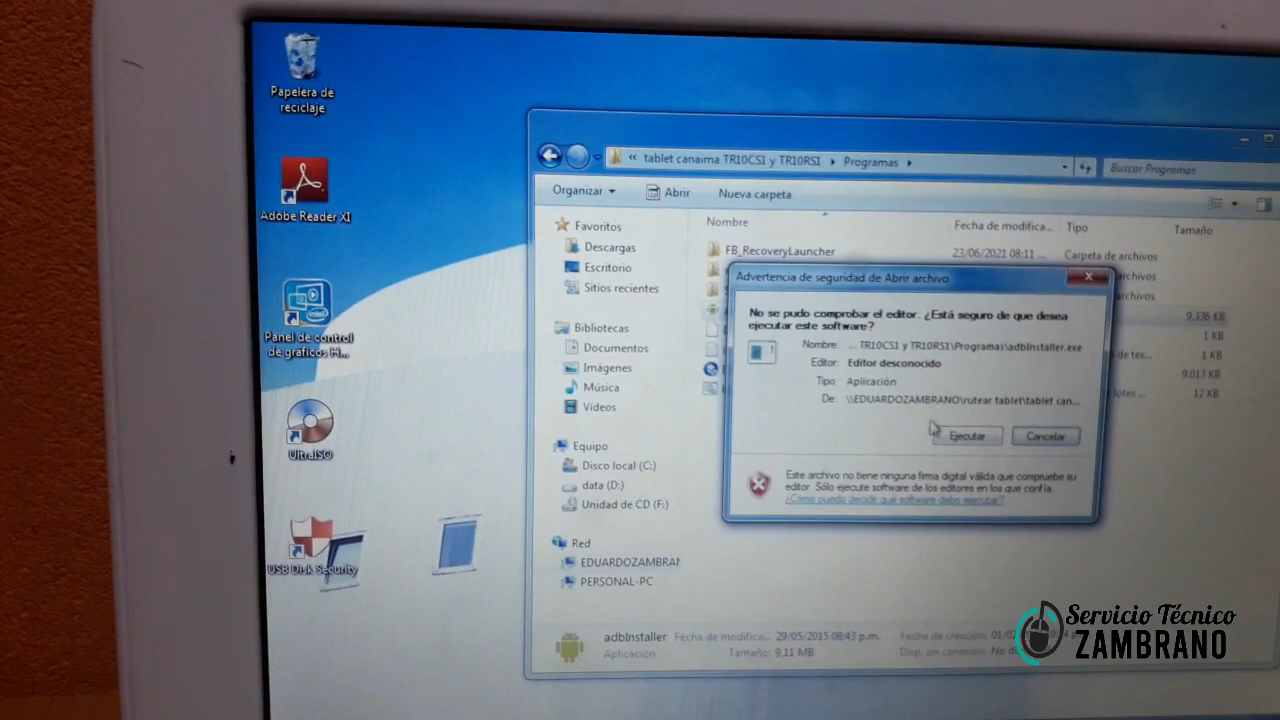 Papelera de
reciclaje
Adobe Reader XI
Panel de control
de gráficos H...
UltraISO
USB Disk Security
« tablet canaima TR10CS1 y TR10RS1 ▸ Programas ▸
Buscar Programas
Organizar
Abrir
Nueva carpeta
Nombre
Fecha de modifica...
Tipo
Tamaño
Favoritos
Descargas
Escritorio
Sitios recientes
Bibliotecas
Documentos
Imágenes
Música
Vídeos
Equipo
Disco local (C:)
data (D:)
Unidad de CD (F:)
Red
EDUARDOZAMBRAN
PERSONAL-PC
FB_RecoveryLauncher
23/06/2021 08:11 ...
Carpeta de archivos
archivos
archivos
9.336 KB
1 KB
de tex...
1 KB
9.013 KB
lotes ...
12 KB
Advertencia de seguridad de Abrir archivo
No se pudo comprobar el editor. ¿Está seguro de que desea
ejecutar este software?
Nombre: ... TR10CS1 y TR10RS1\Programas\adbInstaller.exe
Editor: Editor desconocido
Tipo: Aplicación
De: \\EDUARDOZAMBRANO\rutear tablet\tablet can...
Ejecutar
Cancelar
Este archivo no tiene ninguna firma digital válida que compruebe su
editor. Sólo ejecute software de los editores en los que confía.
¿Cómo puedo decidir qué software debo ejecutar?
adbInstaller Fecha de modifica... 29/05/2015 08:43 p.m. Fecha de creación:
Aplicación Tamaño: 9,11 MB Disp. sin conexión:
Servicio Técnico
ZAMBRANO